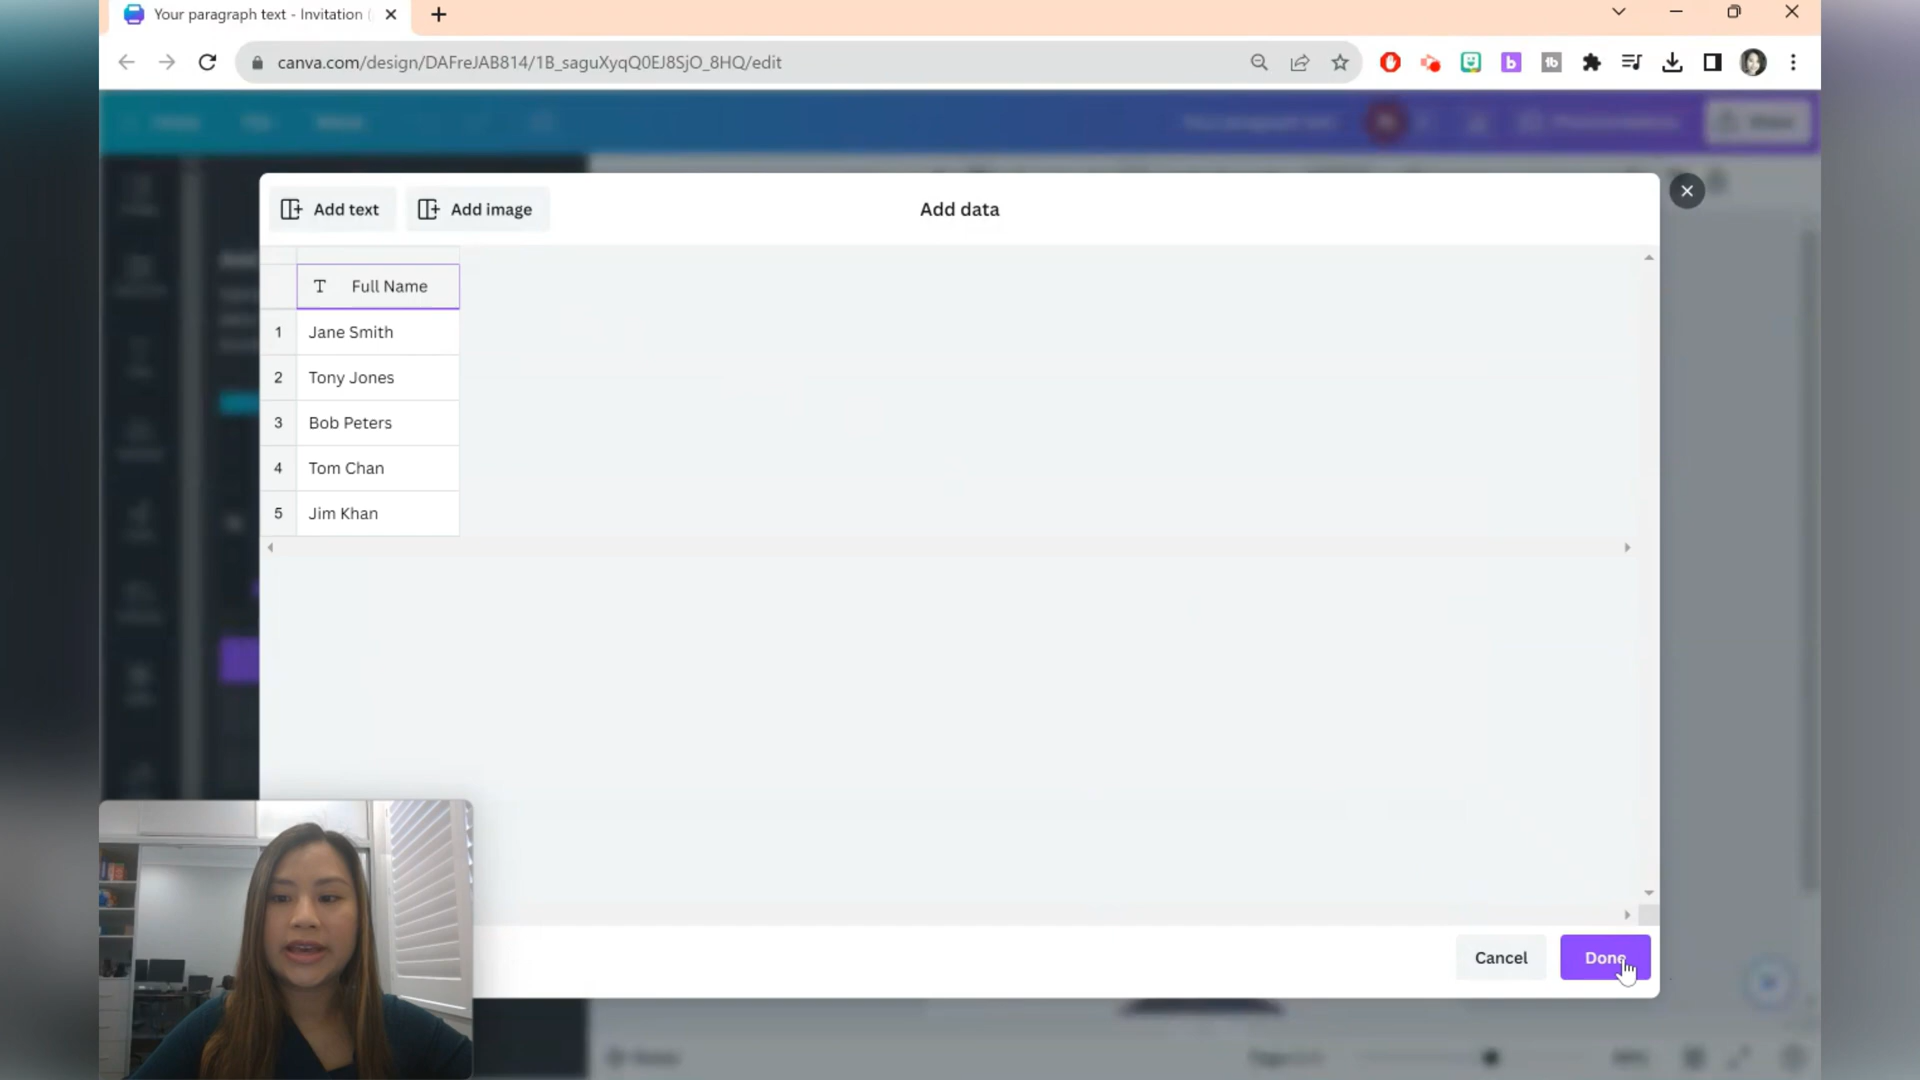 Your paragraph text - Invitation (
canva.com/design/DAFreJAB814/1B_saguXyqQ0EJ8SjO_8HQ/edit
Add text
Add image
Add data
T Full Name
1 Jane Smith
2 Tony Jones
3 Bob Peters
4 Tom Chan
5 Jim Khan
Cancel
Done